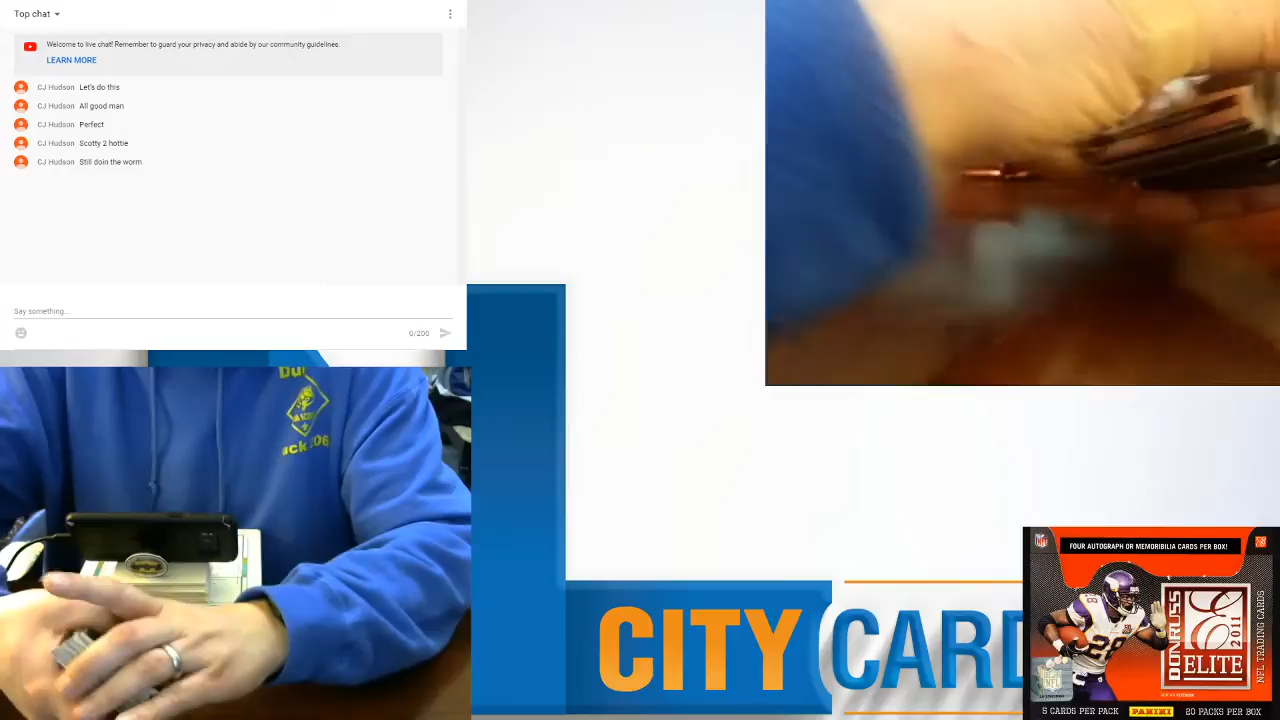 Top chat
Welcome to live chat! Remember to guard your privacy and abide by our community guidelines.
LEARN MORE
CJ Hudson Let's do this
CJ Hudson All good man
CJ Hudson Perfect
CJ Hudson Scotty 2 hottie
CJ Hudson Still doin the worm
Say something...
0/200
CITY CARD
FOUR AUTOGRAPH OR MEMORIBILIA CARDS PER BOX!
28
DONRUSS
E
2011
ELITE
NFL TRADING CARDS
5 CARDS PER PACK
PANINI
20 PACKS PER BOX